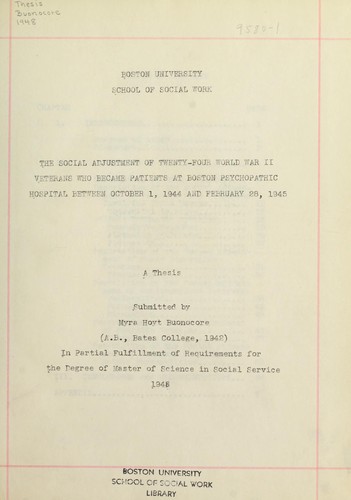 Thesis
Buonocore
1948
9583-1
BOSTON UNIVERSITY
SCHOOL OF SOCIAL WORK
THE SOCIAL ADJUSTMENT OF TWENTY-FOUR WORLD WAR II
VETERANS WHO BECAME PATIENTS AT BOSTON PSYCHOPATHIC
HOSPITAL BETWEEN OCTOBER 1, 1944 AND FEBRUARY 28, 1945
A Thesis
Submitted by
Myra Hoyt Buonocore
(A.B., Bates College, 1942)
In Partial Fulfillment of Requirements for
the Degree of Master of Science in Social Service
1948
BOSTON UNIVERSITY
SCHOOL OF SOCIAL WORK
LIBRARY